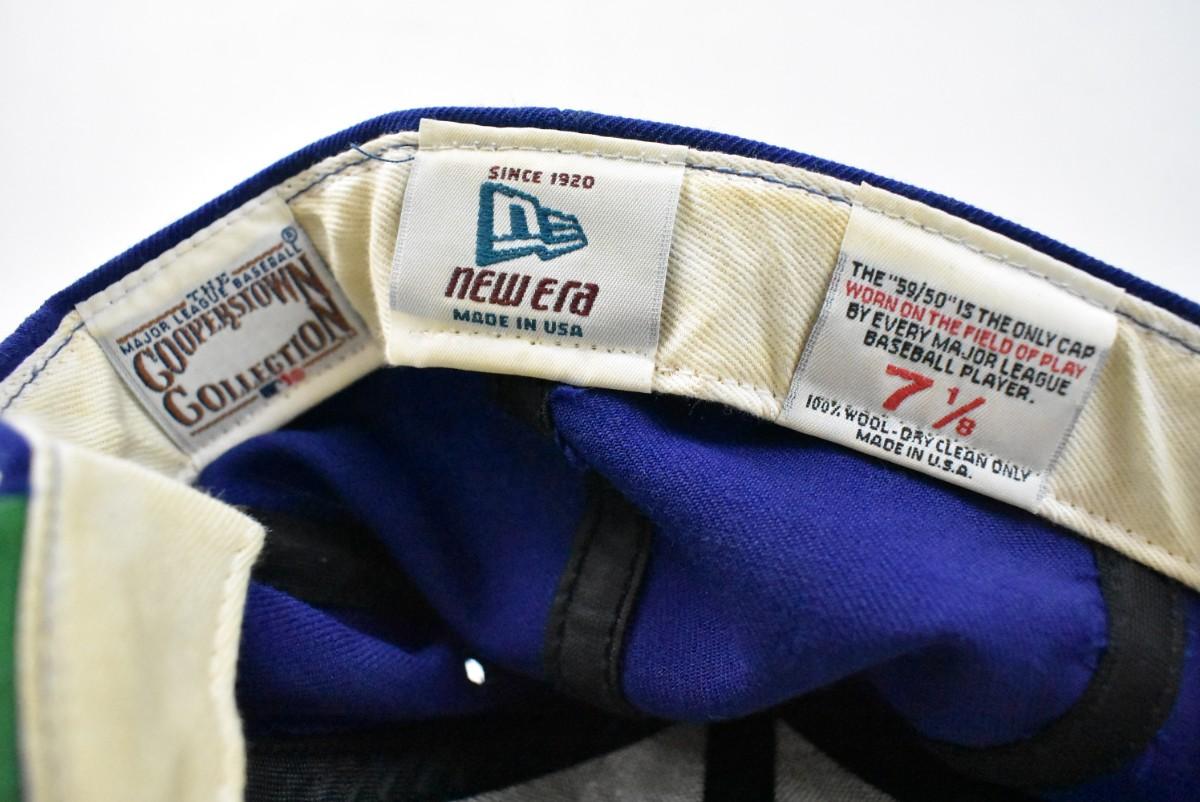 THE
MAJOR LEAGUE BASEBALL
COOPERSTOWN
COLLECTION
®
SINCE 1920
NEW ERA
MADE IN USA
THE "59/50" IS THE ONLY CAP
WORN ON THE FIELD OF PLAY
BY EVERY MAJOR LEAGUE
BASEBALL PLAYER.
7 1/8
100% WOOL-DRY CLEAN ONLY
MADE IN U.S.A.